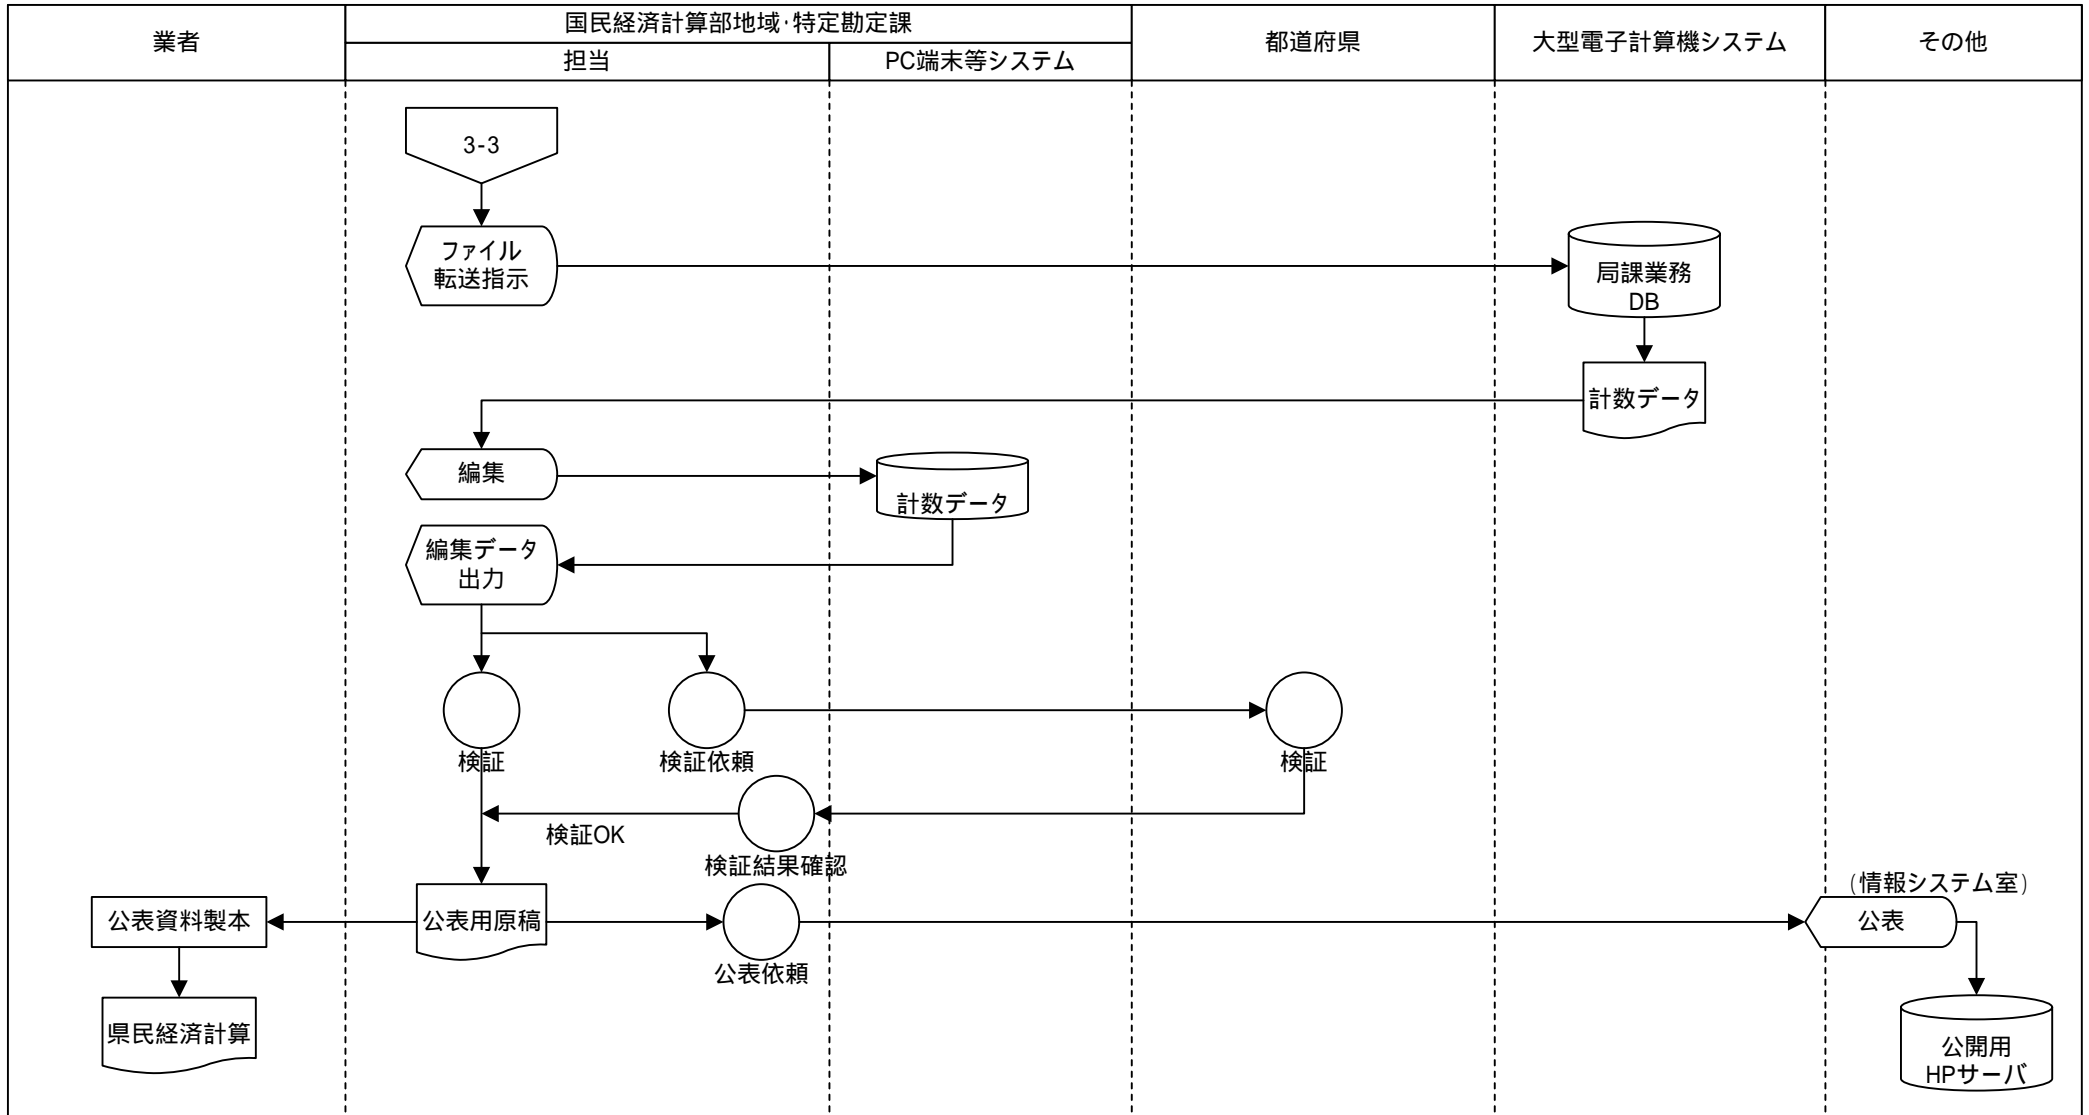 業者
国民経済計算部地域･特定勘定課
担当
PC端末等システム
都道府県
大型電子計算機システム
その他
3-3
ファイル
転送指示
局課業務
DB
計数データ
編集
計数データ
編集データ
出力
検証
検証依頼
検証
検証OK
検証結果確認
(情報システム室)
公表資料製本
公表用原稿
公表
公表依頼
県民経済計算
公開用
HPサーバ